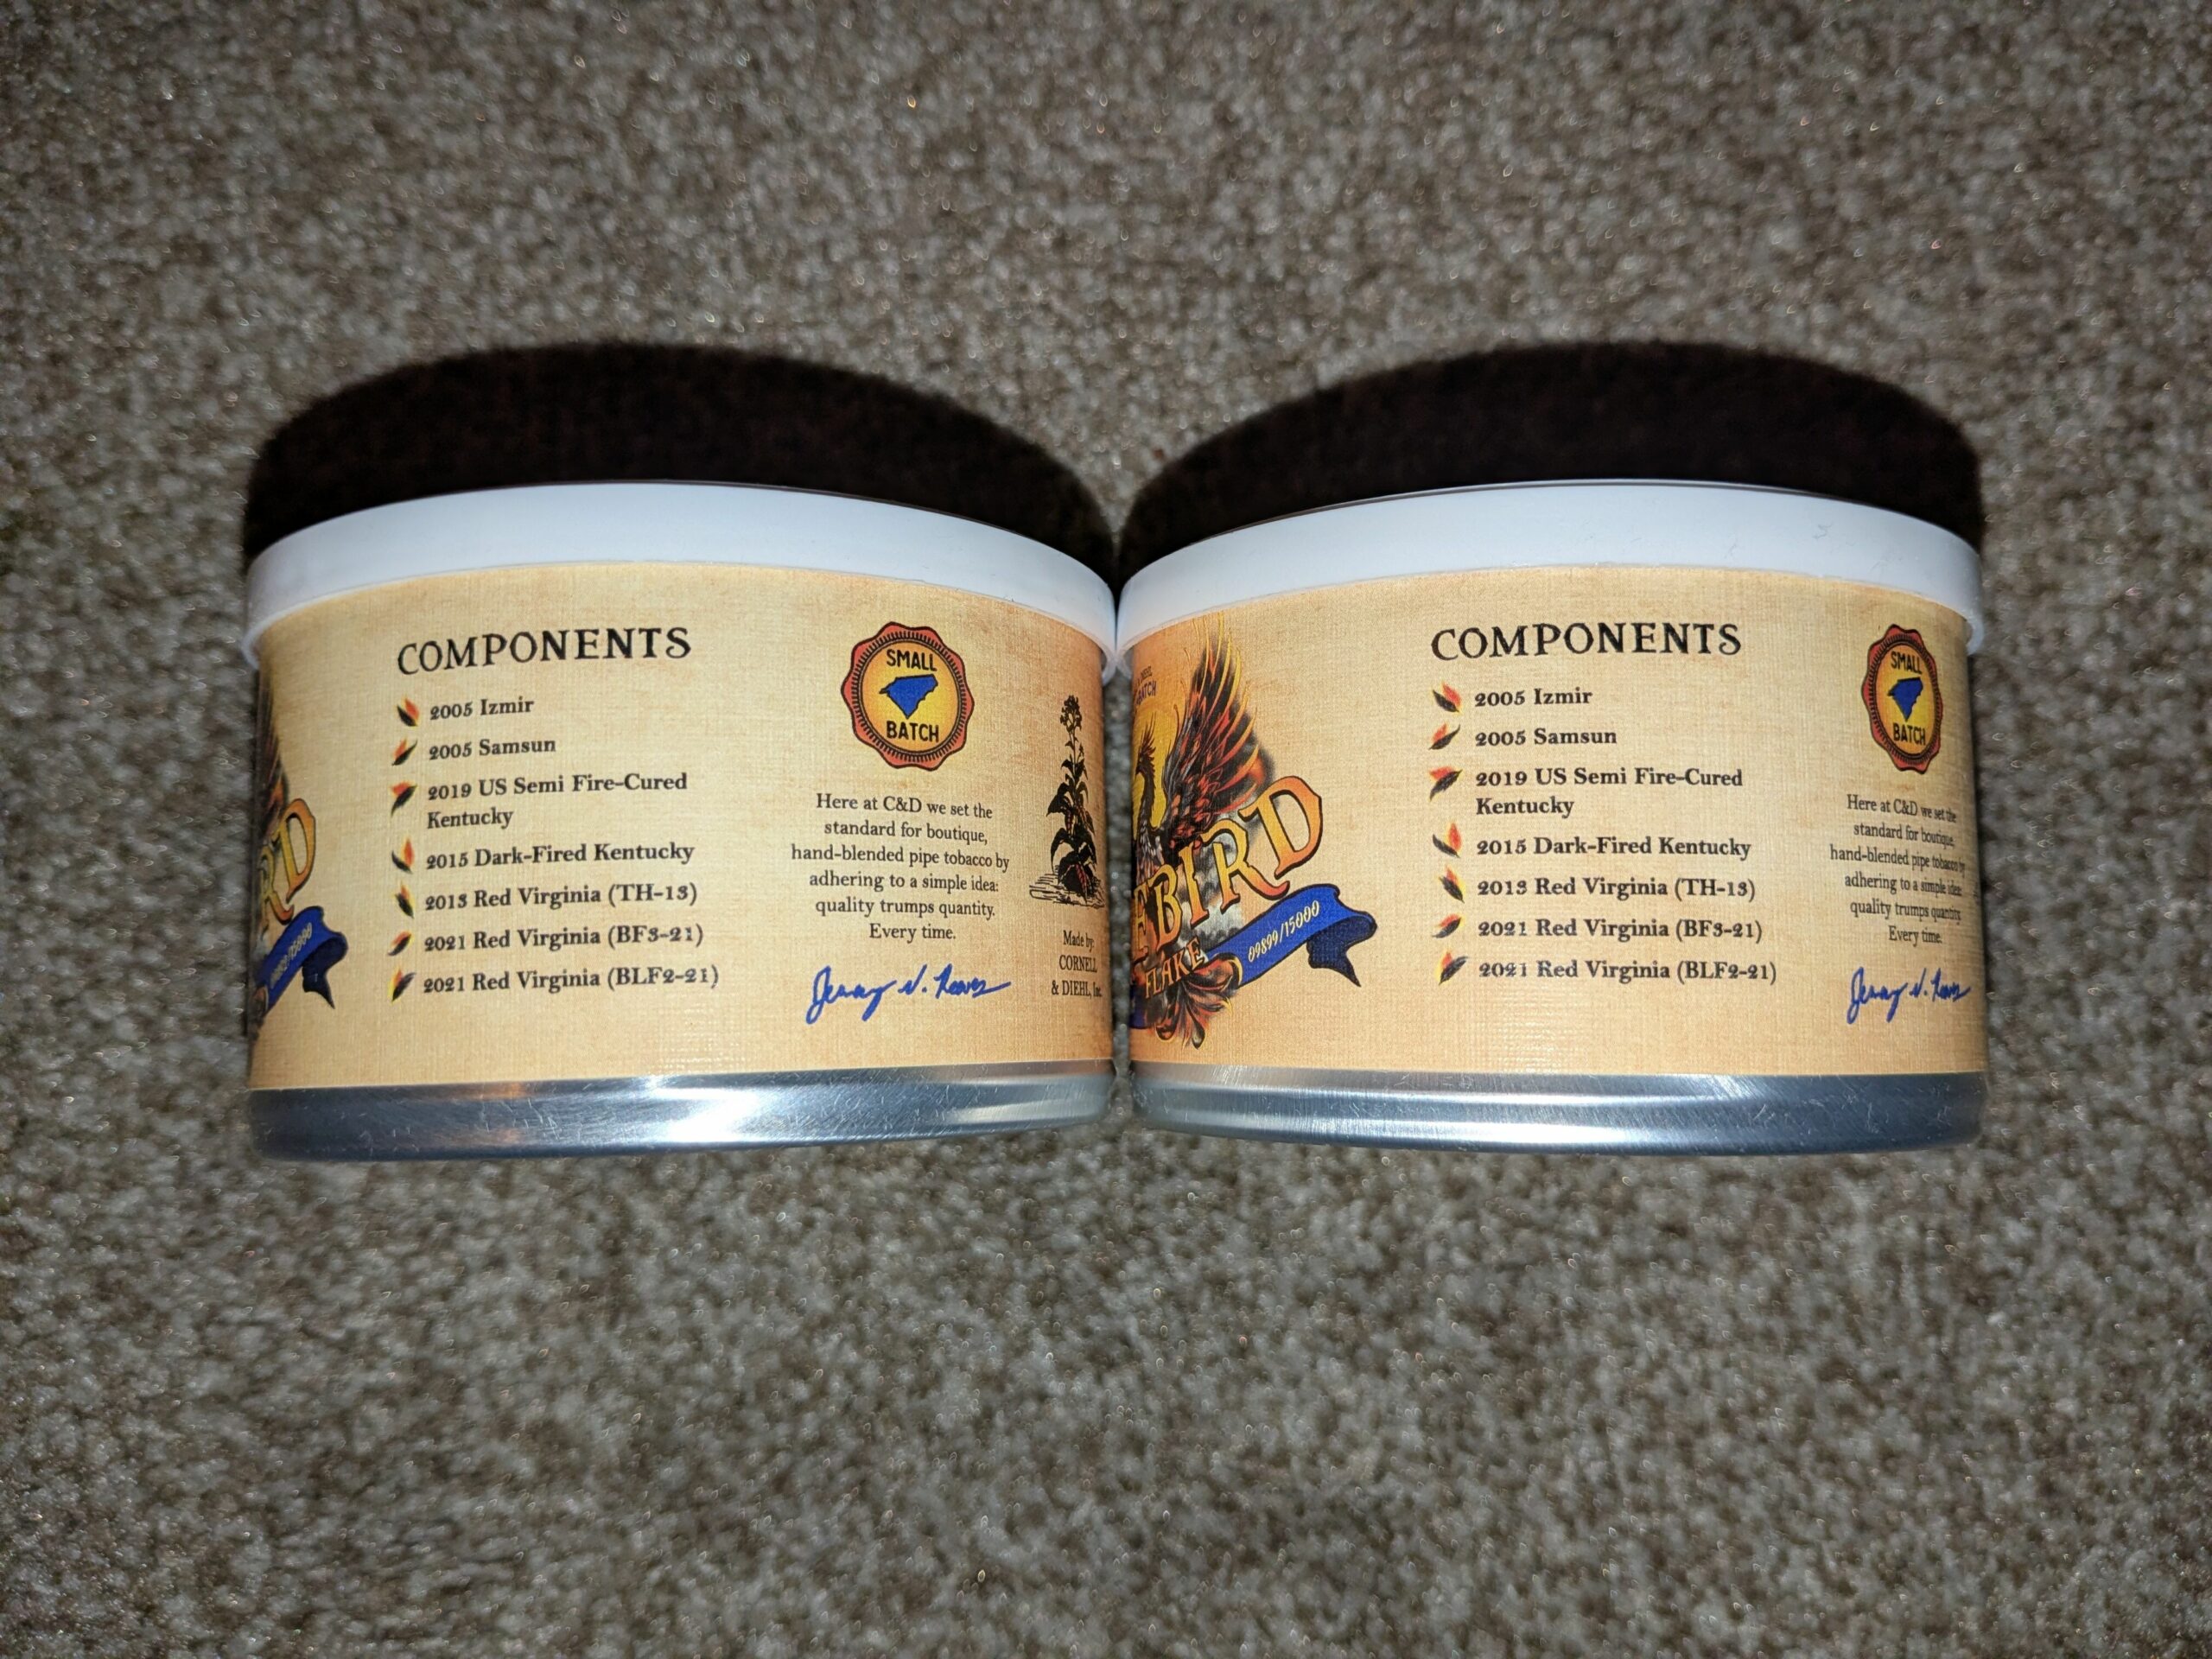 COMPONENTS
2005 Izmir
2005 Samsun
2019 US Semi Fire-Cured
Kentucky
2015 Dark-Fired Kentucky
2013 Red Virginia (TH-13)
2021 Red Virginia (BF3-21)
2021 Red Virginia (BLF2-21)
SMALL
BATCH
Here at C&D we set the
standard for boutique,
hand-blended pipe tobacco by
adhering to a simple idea:
quality trumps quantity.
Every time.
Made by:
CORNELL
& DIEHL, Inc.
BATCH
EBIRD
FLAKE
09899/15000
COMPONENTS
2005 Izmir
2005 Samsun
2019 US Semi Fire-Cured
Kentucky
2015 Dark-Fired Kentucky
2013 Red Virginia (TH-13)
2021 Red Virginia (BF3-21)
2021 Red Virginia (BLF2-21)
SMALL
BATCH
Here at C&D we set the
standard for boutique,
hand-blended pipe tobacco by
adhering to a simple idea:
quality trumps quantity.
Every time.